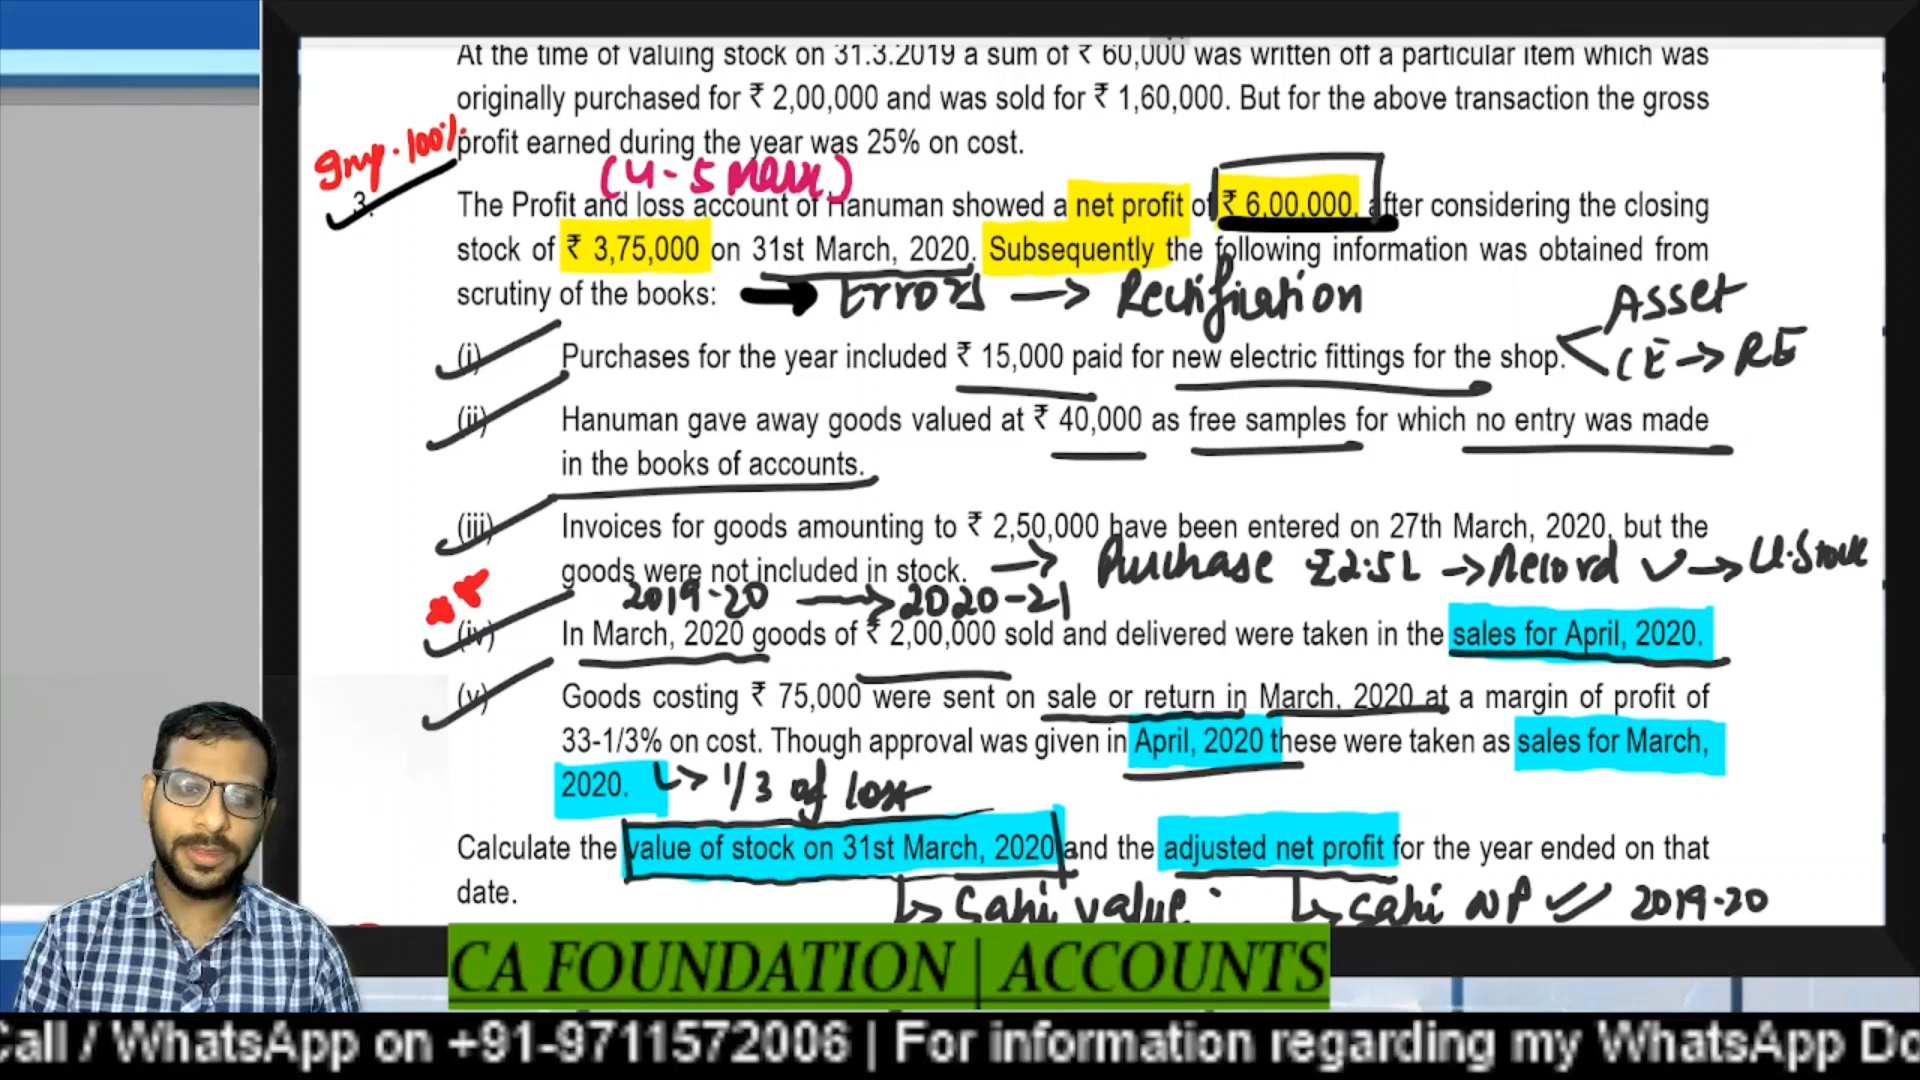 At the time of valuing stock on 31.3.2019 a sum of ₹ 60,000 was written off a particular item which was
originally purchased for ₹ 2,00,000 and was sold for ₹ 1,60,000. But for the above transaction the gross
profit earned during the year was 25% on cost.
Imp. 100%
(4-5 Mark)
3. The Profit and loss account of Hanuman showed a net profit of ₹ 6,00,000, after considering the closing
stock of ₹ 3,75,000 on 31st March, 2020. Subsequently the following information was obtained from
scrutiny of the books: → Errors → Rectification
Asset
(i) Purchases for the year included ₹ 15,000 paid for new electric fittings for the shop. CE → RE
(ii) Hanuman gave away goods valued at ₹ 40,000 as free samples for which no entry was made
in the books of accounts.
(iii) Invoices for goods amounting to ₹ 2,50,000 have been entered on 27th March, 2020, but the
goods were not included in stock. → Purchase ₹2.5L → Record ✓ → U.Stock
2019-20 → 2020-21
(iv) In March, 2020 goods of ₹ 2,00,000 sold and delivered were taken in the sales for April, 2020.
(v) Goods costing ₹ 75,000 were sent on sale or return in March, 2020 at a margin of profit of
33-1/3% on cost. Though approval was given in April, 2020 these were taken as sales for March,
2020. ↳ 1/3 of Cost
Calculate the value of stock on 31st March, 2020 and the adjusted net profit for the year ended on that
date.
↳ Sahi value ↳ Sahi NP ✓ 2019-20
CA FOUNDATION | ACCOUNTS
Call / WhatsApp on +91-9711572006 | For information regarding my WhatsApp Do